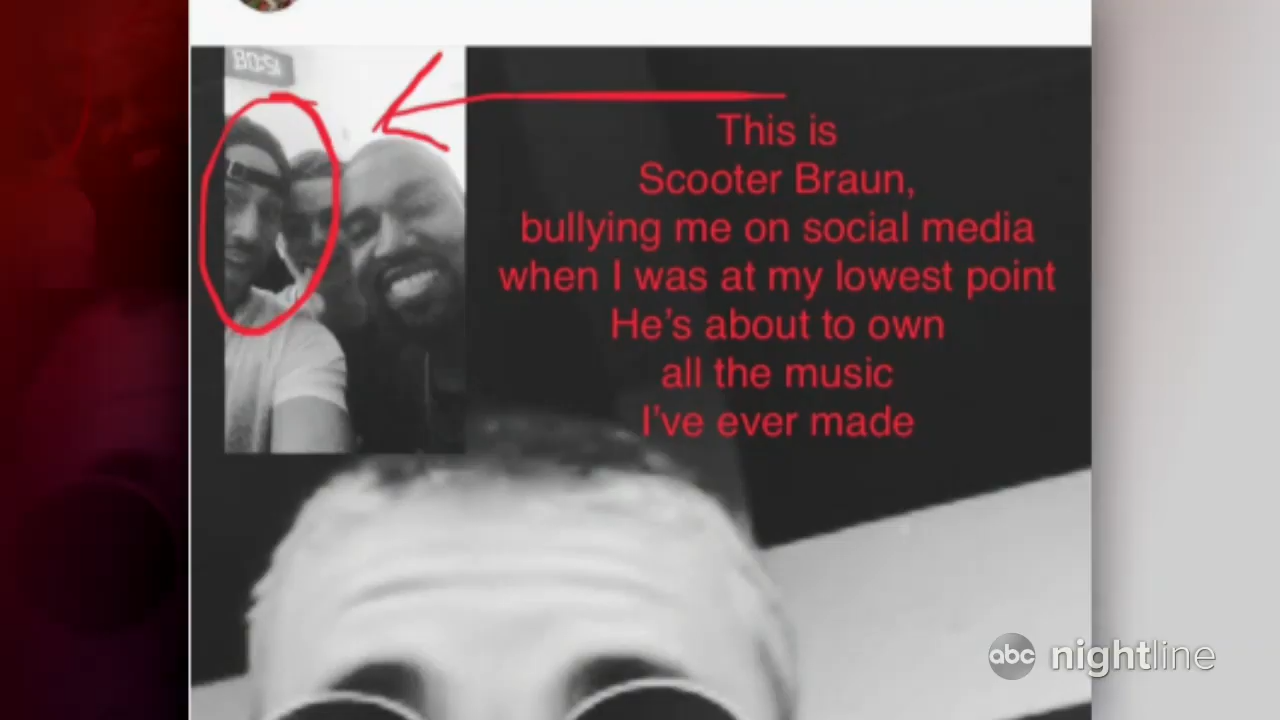 This is
Scooter Braun,
bullying me on social media
when I was at my lowest point
He's about to own
all the music
I've ever made
abc nightline